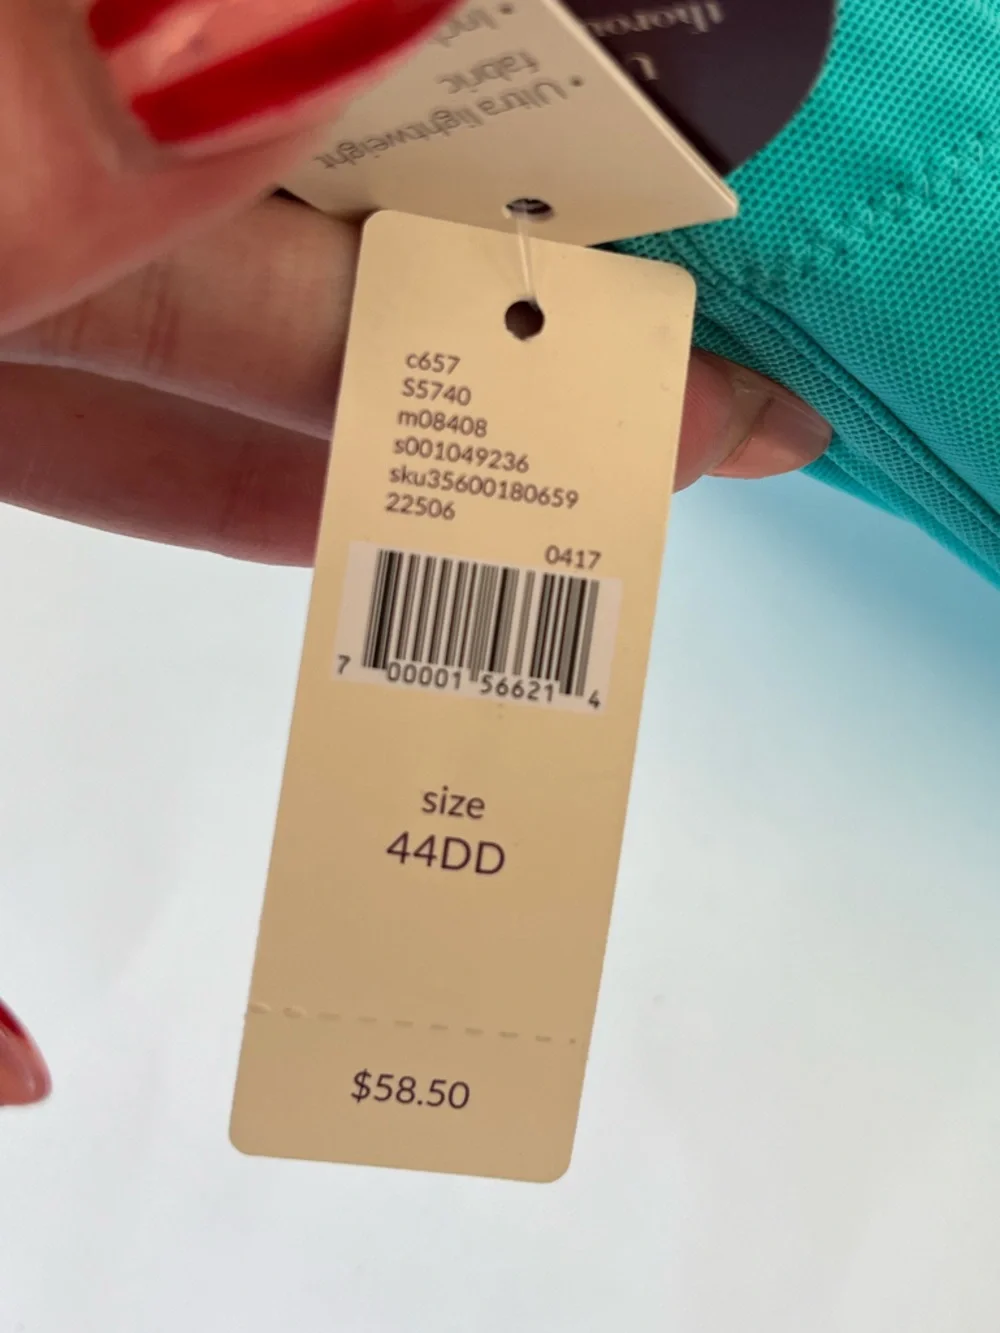 • Ultra lightweight
fabric
c657
S5740
m08408
s001049236
sku35600180659
22506
0417
7 00001 56621 4
size
44DD
$58.50